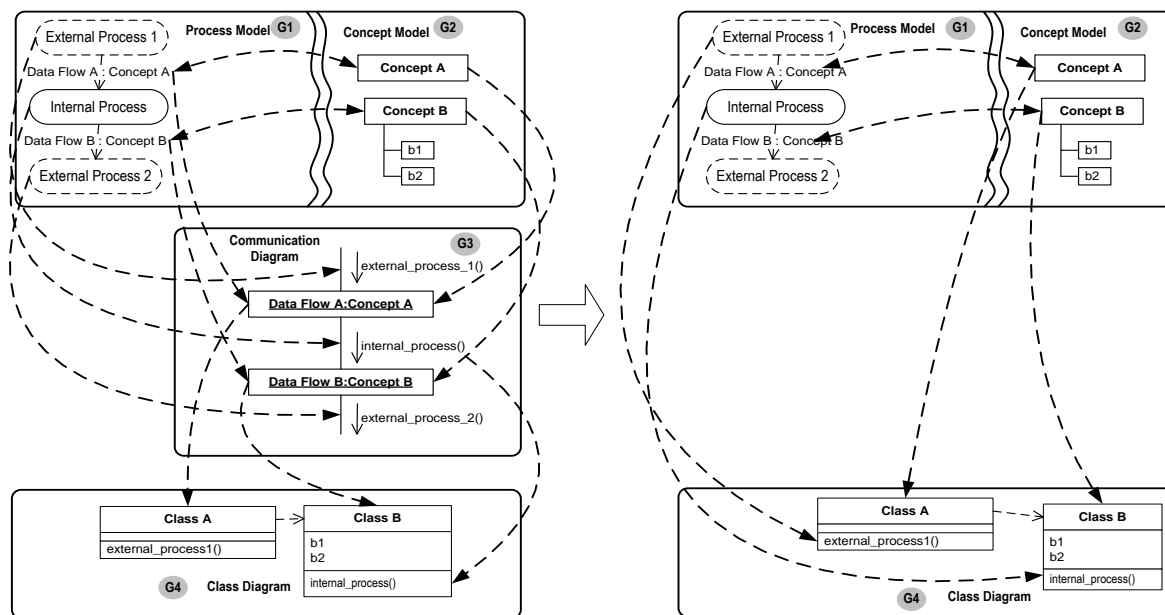 External Process 1
Process Model
G1
Concept Model
G2
Data Flow A : Concept A
Concept A
Internal Process
Concept B
Data Flow B : Concept B
b1
External Process 2
b2
Communication
Diagram
G3
external_process_1()
Data Flow A:Concept A
internal_process()
Data Flow B:Concept B
external_process_2()
Class A
external_process1()
Class B
b1
b2
internal_process()
G4
Class Diagram
External Process 1
Process Model
G1
Concept Model
G2
Data Flow A : Concept A
Concept A
Internal Process
Concept B
Data Flow B : Concept B
b1
External Process 2
b2
Class A
external_process1()
Class B
b1
b2
internal_process()
G4
Class Diagram